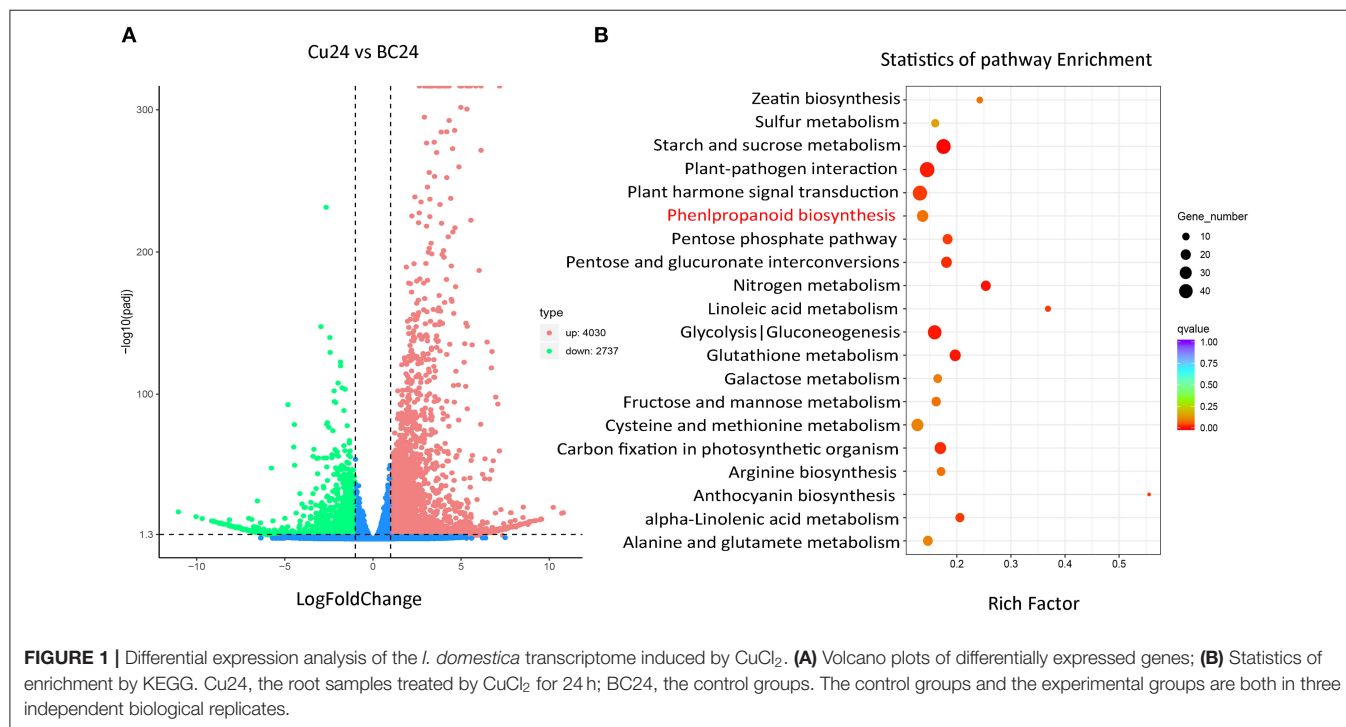 A
Cu24 vs BC24
300
200
100
1.3
−log10(padj)
−10 −5 0 5 10
LogFoldChange
type
up: 4030
down: 2737
B
Statistics of pathway Enrichment
Zeatin biosynthesis
Sulfur metabolism
Starch and sucrose metabolism
Plant-pathogen interaction
Plant harmone signal transduction
Phenlpropanoid biosynthesis
Pentose phosphate pathway
Pentose and glucuronate interconversions
Nitrogen metabolism
Linoleic acid metabolism
Glycolysis|Gluconeogenesis
Glutathione metabolism
Galactose metabolism
Fructose and mannose metabolism
Cysteine and methionine metabolism
Carbon fixation in photosynthetic organism
Arginine biosynthesis
Anthocyanin biosynthesis
alpha-Linolenic acid metabolism
Alanine and glutamete metabolism
0.2 0.3 0.4 0.5
Rich Factor
Gene_number
10
20
30
40
qvalue
1.00
0.75
0.50
0.25
0.00
FIGURE 1 | Differential expression analysis of the I. domestica transcriptome induced by CuCl₂. (A) Volcano plots of differentially expressed genes; (B) Statistics of
enrichment by KEGG. Cu24, the root samples treated by CuCl₂ for 24 h; BC24, the control groups. The control groups and the experimental groups are both in three
independent biological replicates.